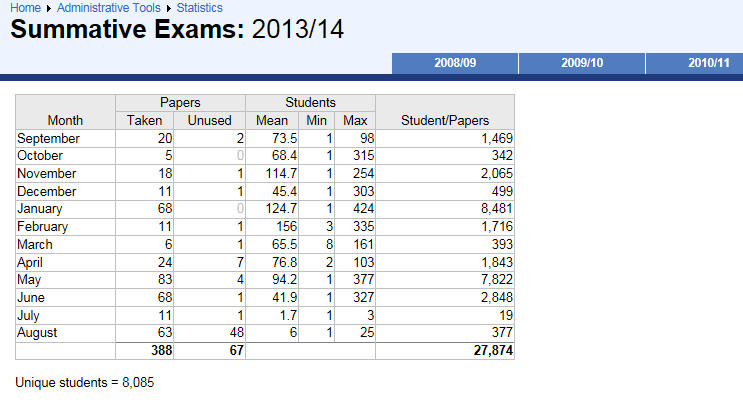 Home ▸ Administrative Tools ▸ Statistics
Summative Exams: 2013/14
2008/09 2009/10 2010/11
Papers Students
Month Taken Unused Mean Min Max Student/Papers
September 20 2 73.5 1 98 1,469
October 5 0 68.4 1 315 342
November 18 1 114.7 1 254 2,065
December 11 1 45.4 1 303 499
January 68 0 124.7 1 424 8,481
February 11 1 156 3 335 1,716
March 6 1 65.5 8 161 393
April 24 7 76.8 2 103 1,843
May 83 4 94.2 1 377 7,822
June 68 1 41.9 1 327 2,848
July 11 1 1.7 1 3 19
August 63 48 6 1 25 377
388 67 27,874
Unique students = 8,085